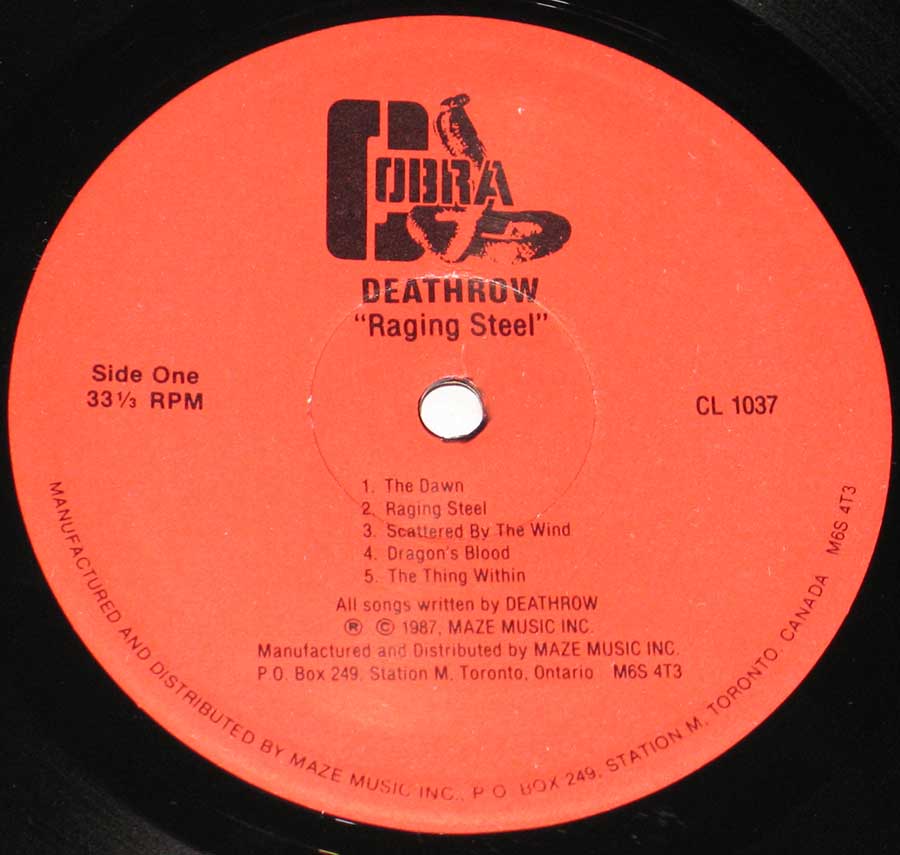 COBRA
DEATHROW
"Raging Steel"
Side One
33 1/3 RPM
CL 1037
1. The Dawn
2. Raging Steel
3. Scattered By The Wind
4. Dragon's Blood
5. The Thing Within
All songs written by DEATHROW
® © 1987, MAZE MUSIC INC.
Manufactured and Distributed by MAZE MUSIC INC.
P.O. Box 249, Station M, Toronto, Ontario M6S 4T3
MANUFACTURED AND DISTRIBUTED BY MAZE MUSIC INC., P O BOX 249, STATION M, TORONTO CANADA M6S 4T3